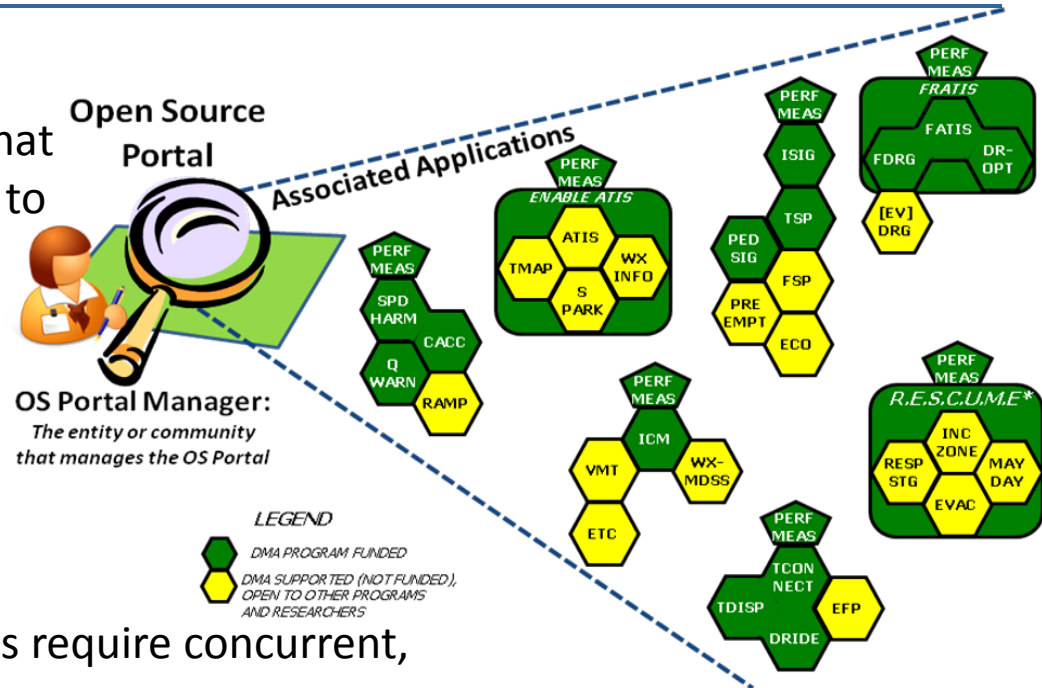 hat
to
Open Source
Portal
Associated Applications
OS Portal Manager:
The entity or community
that manages the OS Portal
PERF
MEAS
SPD
HARM
CACC
Q
WARN
RAMP
PERF
MEAS
ENABLE ATIS
ATIS
TMAP
WX
INFO
S
PARK
PERF
MEAS
ISIG
TSP
PED
SIG
FSP
PRE
EMPT
ECO
PERF
MEAS
FRATIS
FATIS
FDRG
DR-
OPT
[EV]
DRG
PERF
MEAS
ICM
VMT
WX-
MDSS
ETC
PERF
MEAS
R.E.S.C.U.M.E*
INC
ZONE
RESP
STG
MAY
DAY
EVAC
PERF
MEAS
TCON
NECT
TDISP
EFP
DRIDE
LEGEND
DMA PROGRAM FUNDED
DMA SUPPORTED (NOT FUNDED),
OPEN TO OTHER PROGRAMS
AND RESEARCHERS
s require concurrent,